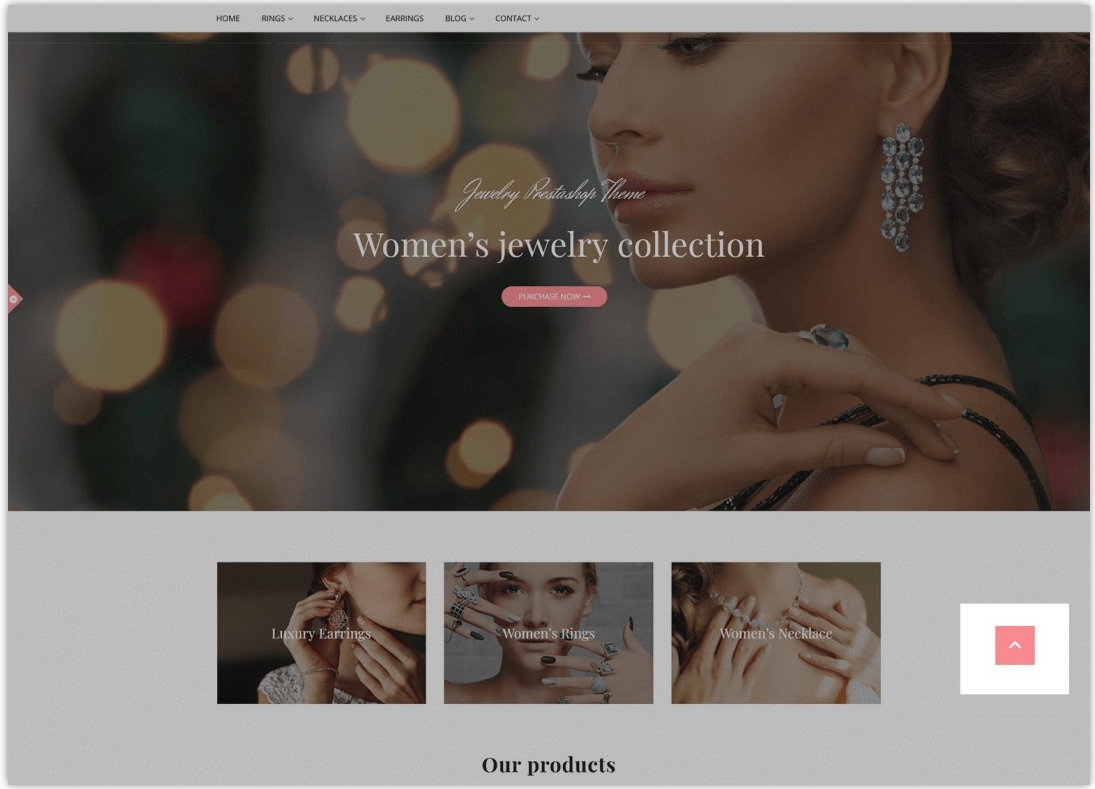 HOME RINGS NECKLACES EARRINGS BLOG CONTACT
Jewelry Prestashop Theme
Women’s jewelry collection
PURCHASE NOW
Luxury Earrings
Women's Rings
Women's Necklace
Our products